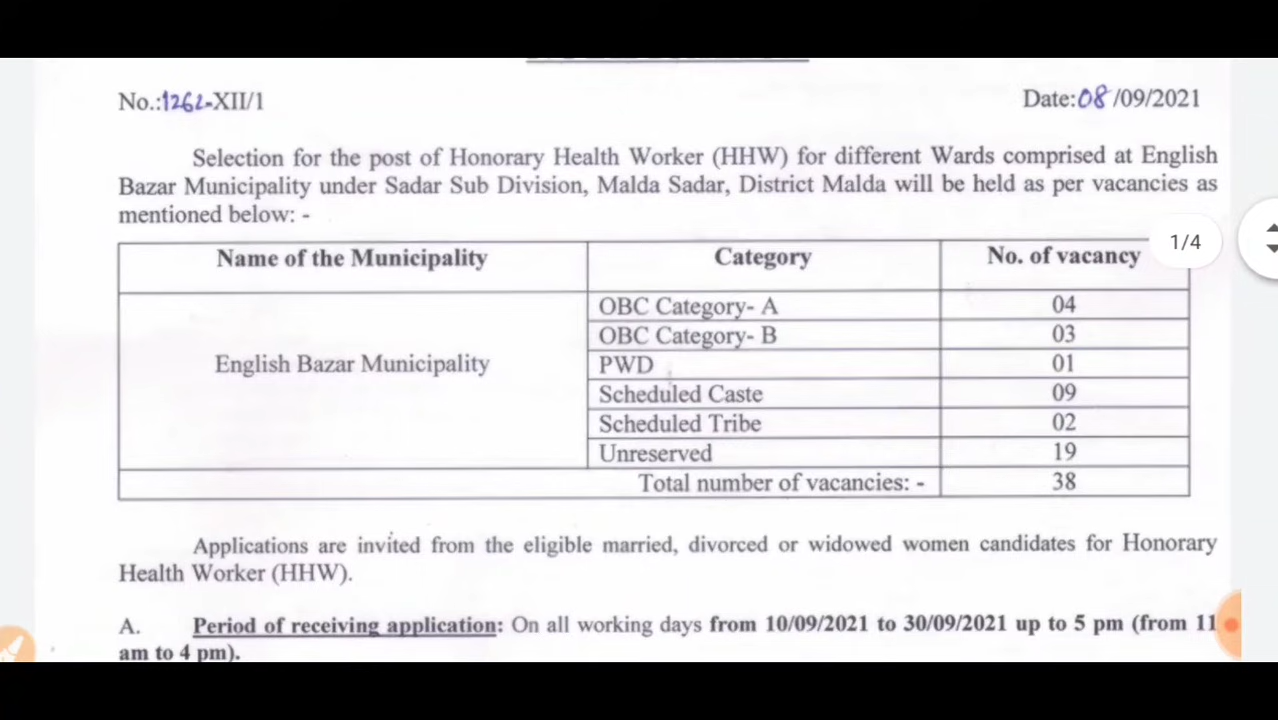 No.:1262-XII/1 Date:08/09/2021
Selection for the post of Honorary Health Worker (HHW) for different Wards comprised at English
Bazar Municipality under Sadar Sub Division, Malda Sadar, District Malda will be held as per vacancies as
mentioned below: -
1/4
Name of the Municipality Category No. of vacancy
OBC Category- A 04
OBC Category- B 03
English Bazar Municipality PWD 01
Scheduled Caste 09
Scheduled Tribe 02
Unreserved 19
Total number of vacancies: - 38
Applications are invited from the eligible married, divorced or widowed women candidates for Honorary
Health Worker (HHW).
A. Period of receiving application: On all working days from 10/09/2021 to 30/09/2021 up to 5 pm (from 11
am to 4 pm).